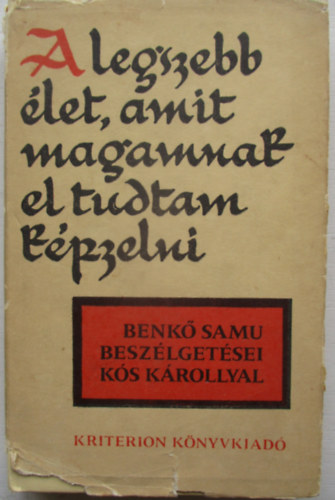 A legszebb
élet, amit
magamnak
el tudtam
képzelni
BENKŐ SAMU
BESZÉLGETÉSEI
KÓS KÁROLLYAL
KRITERION KÖNYVKIADÓ